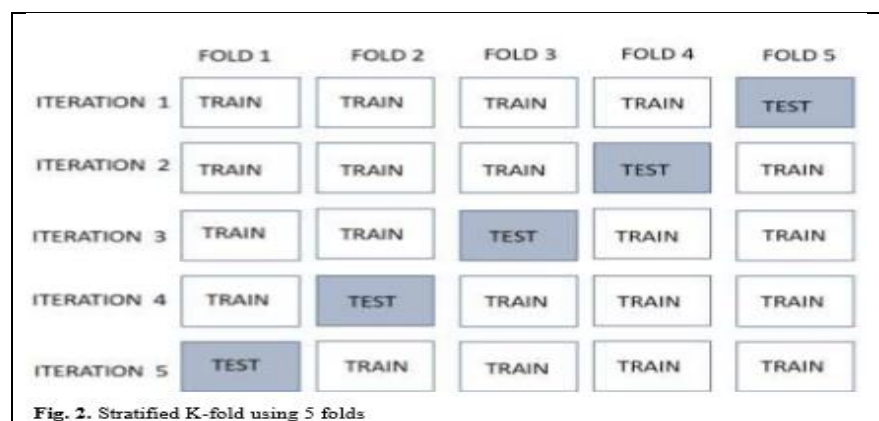 FOLD 1 FOLD 2 FOLD 3 FOLD 4 FOLD 5
ITERATION 1 TRAIN TRAIN TRAIN TRAIN TEST
ITERATION 2 TRAIN TRAIN TRAIN TEST TRAIN
ITERATION 3 TRAIN TRAIN TEST TRAIN TRAIN
ITERATION 4 TRAIN TEST TRAIN TRAIN TRAIN
ITERATION 5 TEST TRAIN TRAIN TRAIN TRAIN
Fig. 2. Stratified K-fold using 5 folds